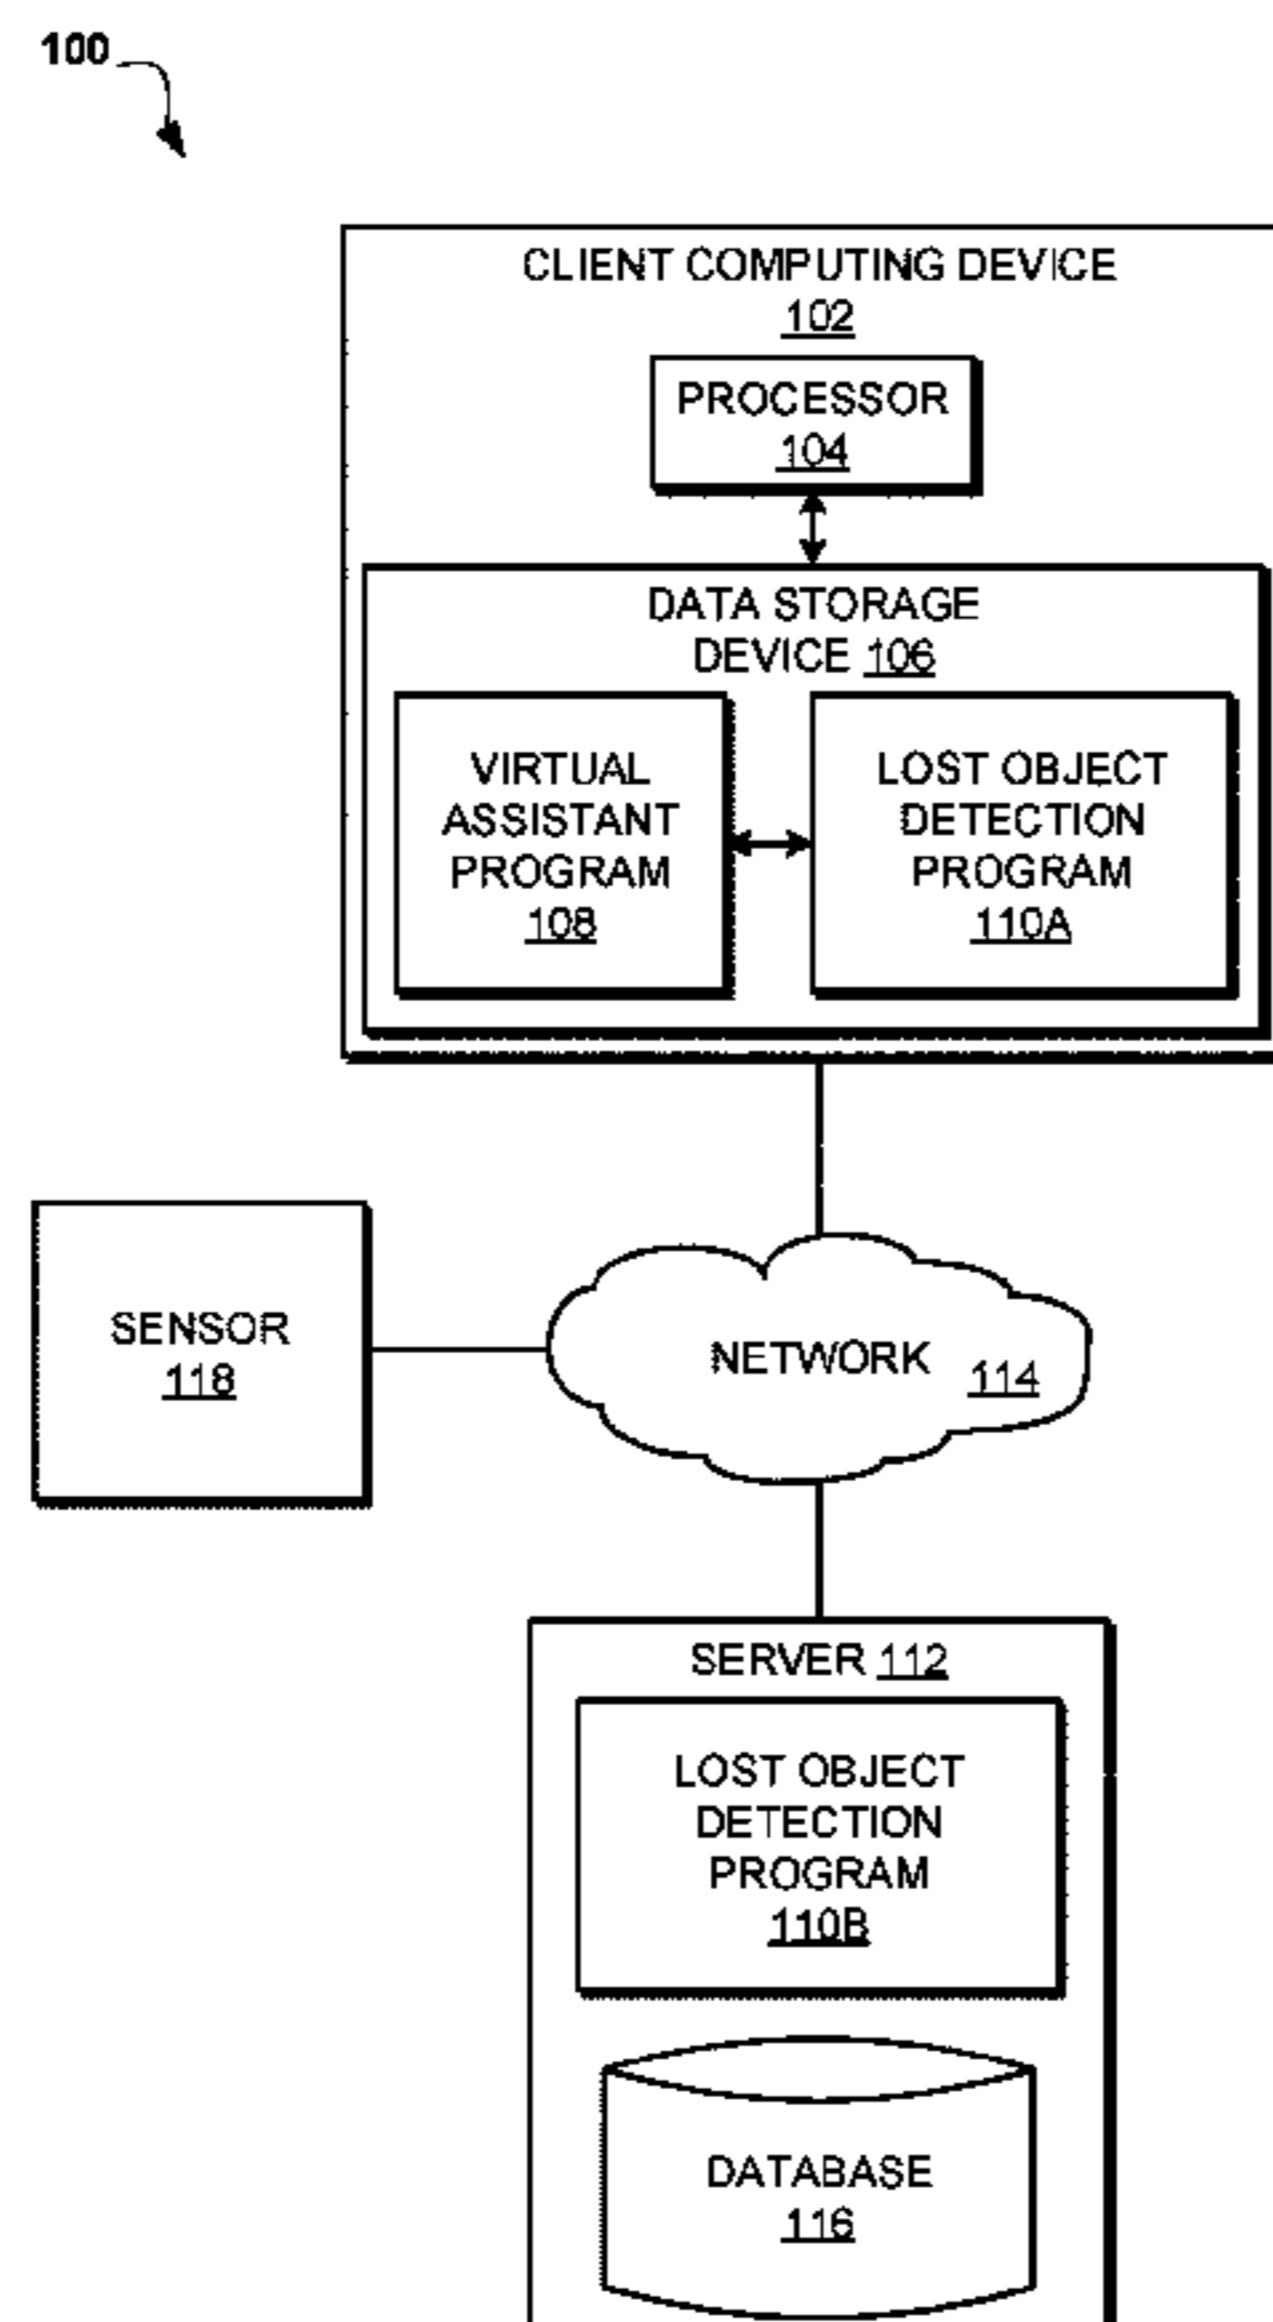 100
CLIENT COMPUTING DEVICE
102
PROCESSOR
104
DATA STORAGE
DEVICE 106
VIRTUAL
ASSISTANT
PROGRAM
108
LOST OBJECT
DETECTION
PROGRAM
110A
SENSOR
118
NETWORK 114
SERVER 112
LOST OBJECT
DETECTION
PROGRAM
110B
DATABASE
116